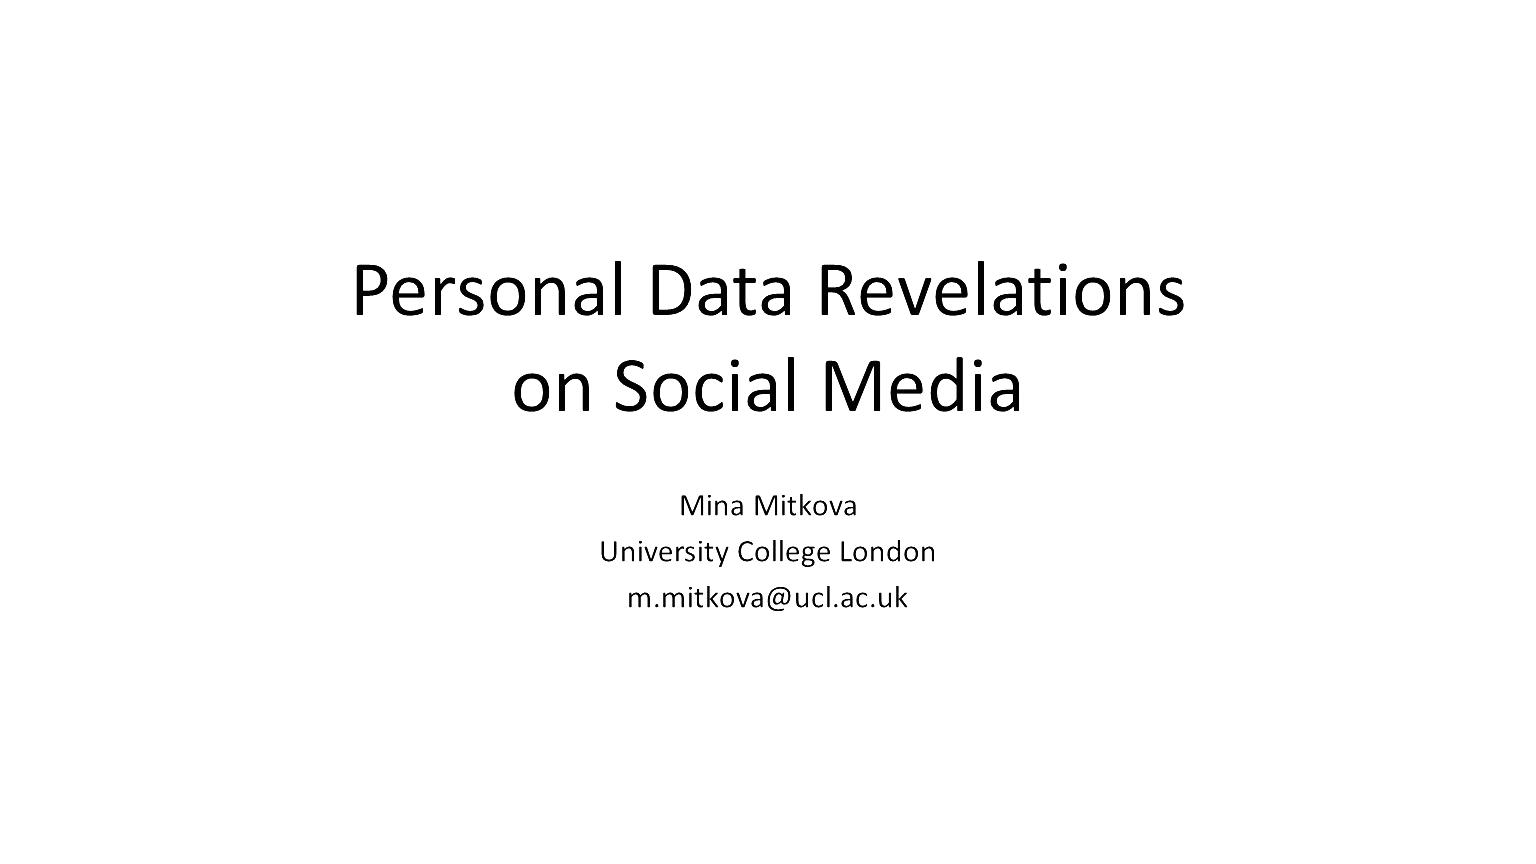 Personal Data Revelations
on Social Media
Mina Mitkova
University College London
m.mitkova@ucl.ac.uk